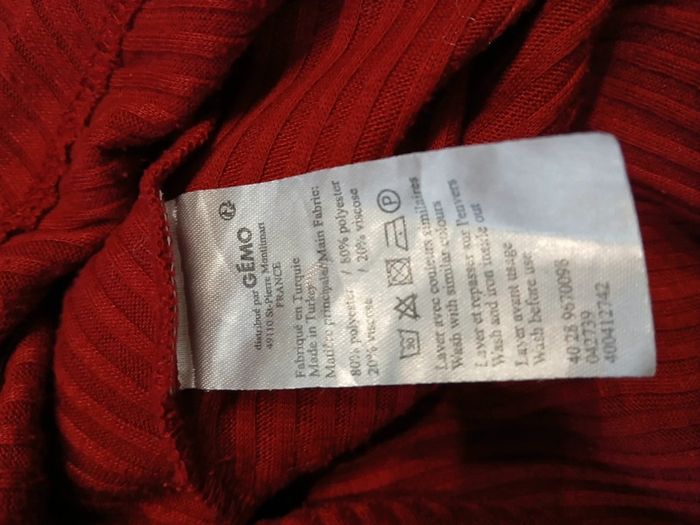 distribué par GÉMO
49110 St-Pierre Montlimart
FRANCE
Fabriqué en Turquie
Made in Turkey
Matière principale/Main Fabric:
80% polyester / 80% polyester
20% viscose / 20% viscose
30 P
Laver avec couleurs similaires
Wash with similar colours
Laver et repasser sur l'envers
Wash and iron inside out
Laver avant usage
Wash before use
40 28 9670098
042739
400412742